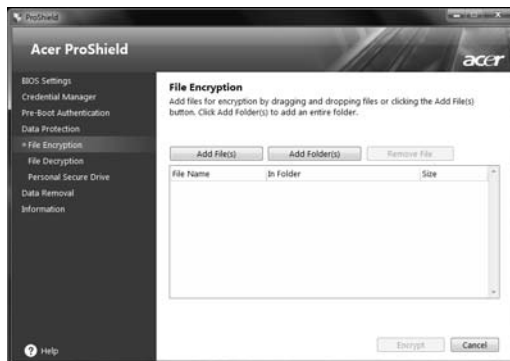 ProShield
Acer ProShield
acer
BIOS Settings
Credential Manager
Pre-Boot Authentication
Data Protection
File Encryption
File Decryption
Personal Secure Drive
Data Removal
Information
Help
File Encryption
Add files for encryption by dragging and dropping files or clicking the Add File(s)
button. Click Add Folder(s) to add an entire folder.
Add File(s) Add Folder(s) Remove File
File Name In Folder Size
Encrypt Cancel